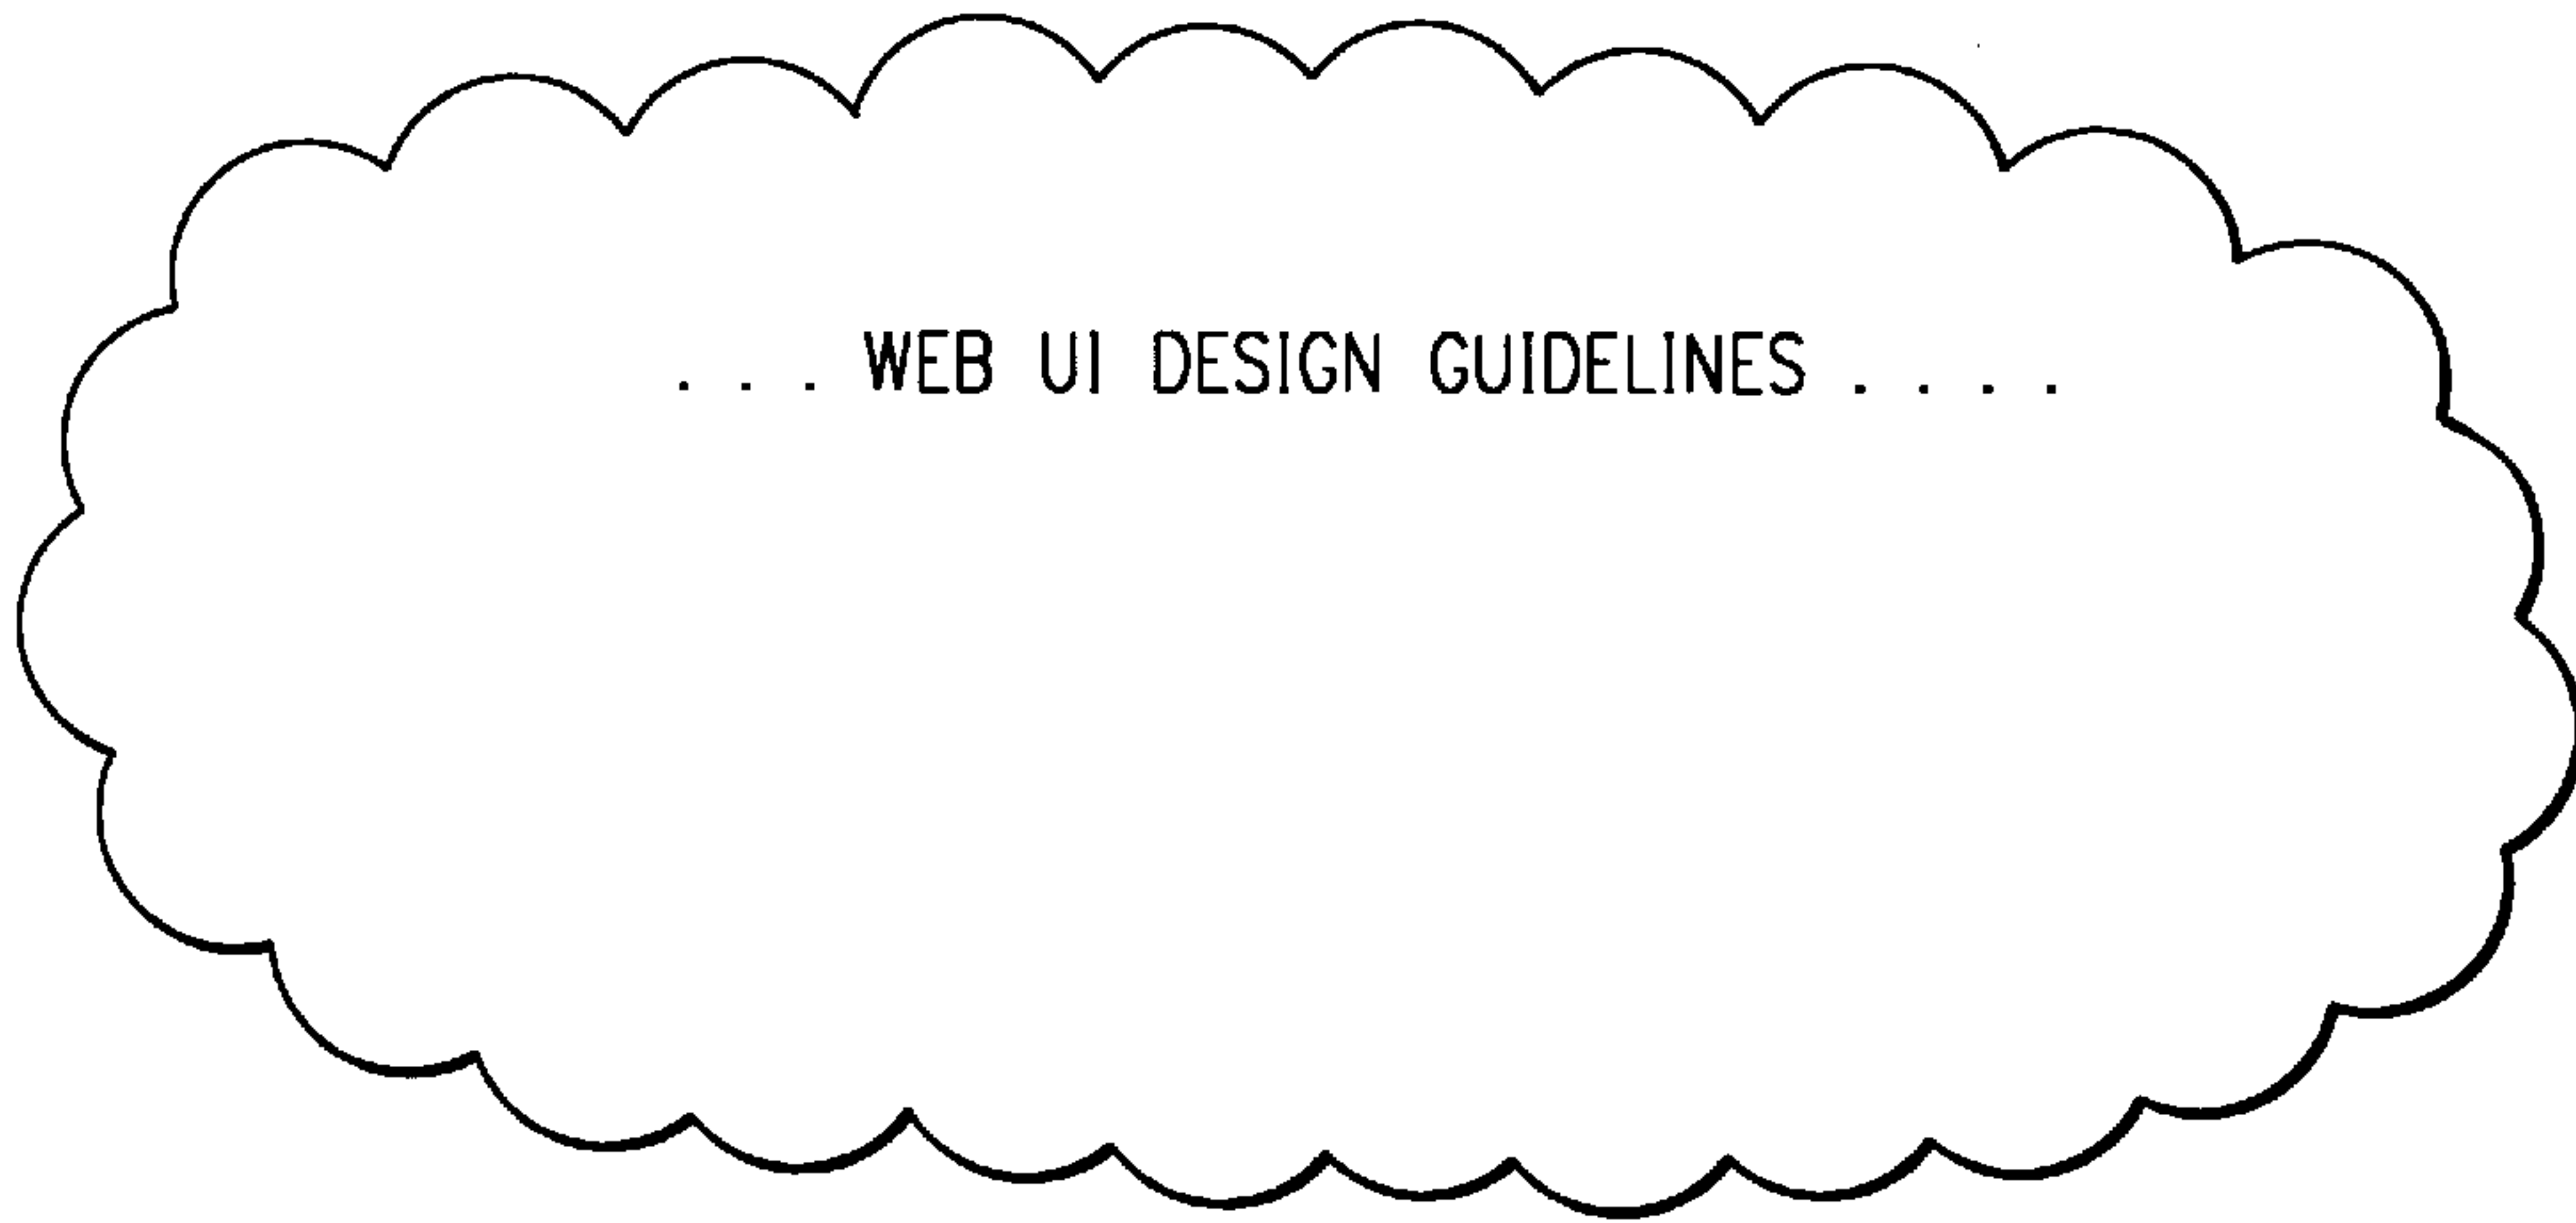 . . . WEB UI DESIGN GUIDELINES . . . .